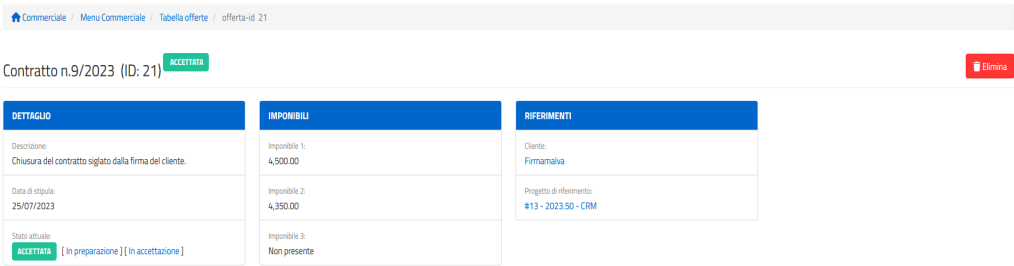 Commerciale / Menu Commerciale / Tabella offerte / offerta-id 21
Contratto n.9/2023 (ID: 21) ACCETTATA
Elimina
DETTAGLIO
Descrizione:
Chiusura del contratto siglato dalla firma del cliente.
Data di stipula:
25/07/2023
Stato attuale:
ACCETTATA [ In preparazione ] [ In accettazione ]
IMPONIBILI
Imponibile 1:
4,500.00
Imponibile 2:
4,350.00
Imponibile 3:
Non presente
RIFERIMENTI
Cliente:
Firmamalva
Progetto di riferimento:
#13 - 2023.50 - CRM